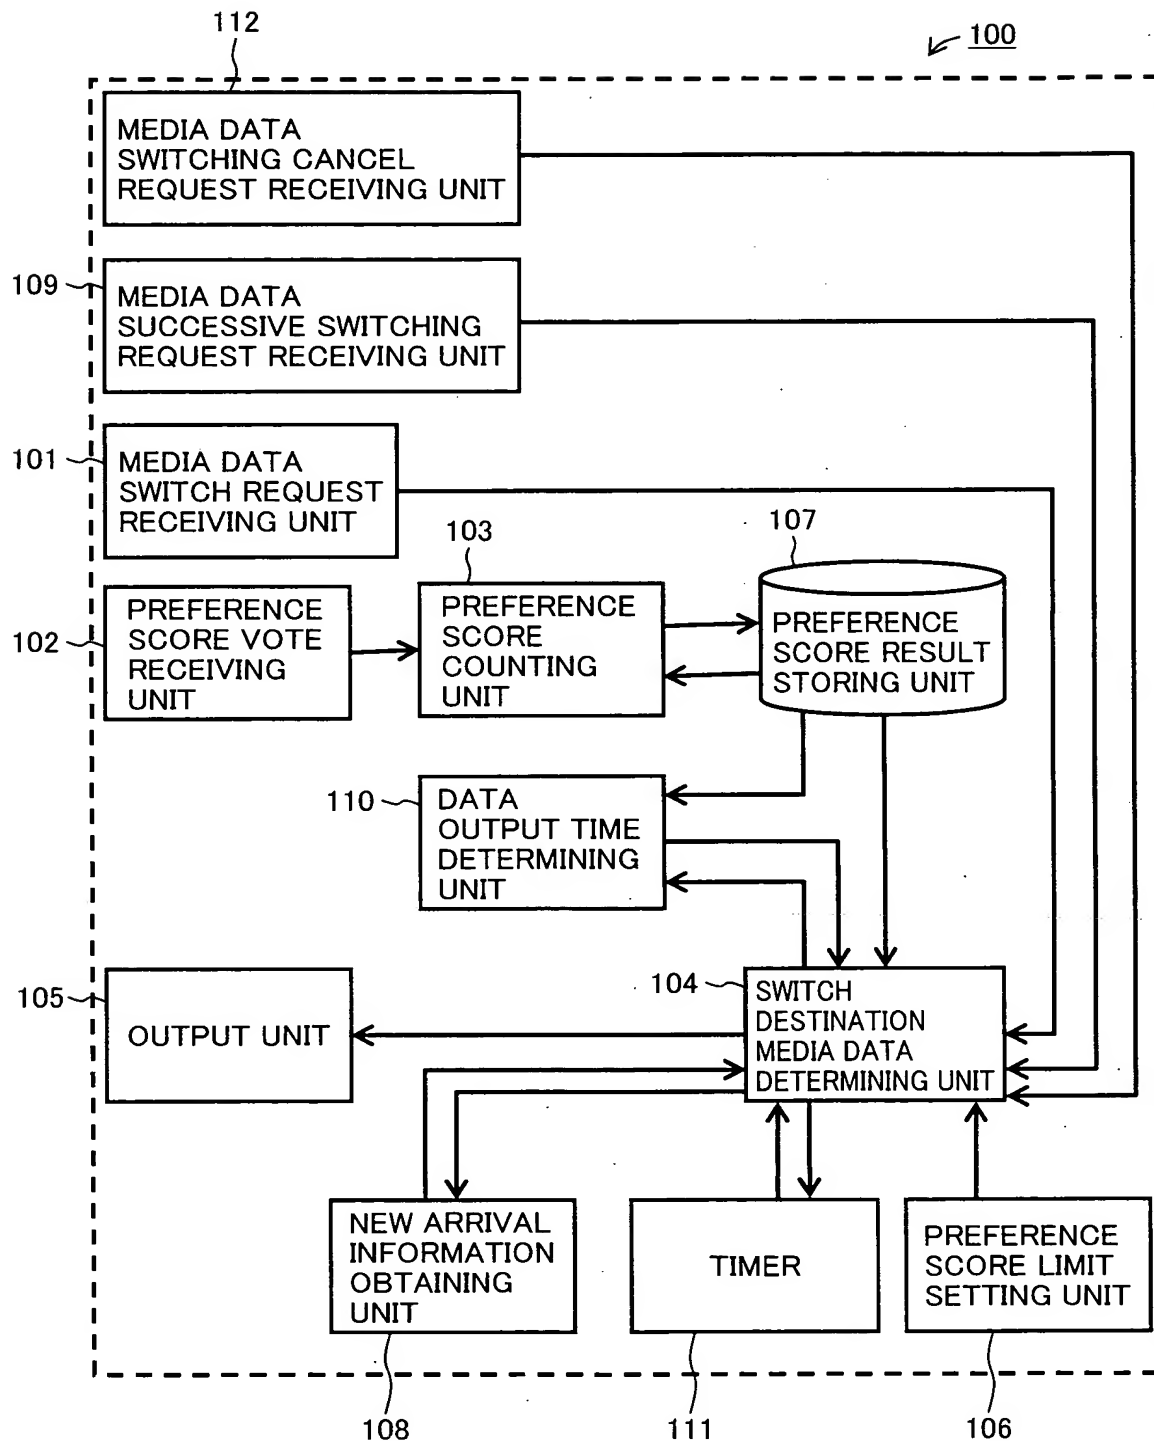 112
100
MEDIA DATA
SWITCHING CANCEL
REQUEST RECEIVING UNIT
109
MEDIA DATA
SUCCESSIVE SWITCHING
REQUEST RECEIVING UNIT
101
MEDIA DATA
SWITCH REQUEST
RECEIVING UNIT
103
107
102
PREFERENCE
SCORE VOTE
RECEIVING
UNIT
PREFERENCE
SCORE
COUNTING
UNIT
PREFERENCE
SCORE RESULT
STORING UNIT
110
DATA
OUTPUT TIME
DETERMINING
UNIT
105
OUTPUT UNIT
104
SWITCH
DESTINATION
MEDIA DATA
DETERMINING UNIT
NEW ARRIVAL
INFORMATION
OBTAINING
UNIT
TIMER
PREFERENCE
SCORE LIMIT
SETTING UNIT
108
111
106